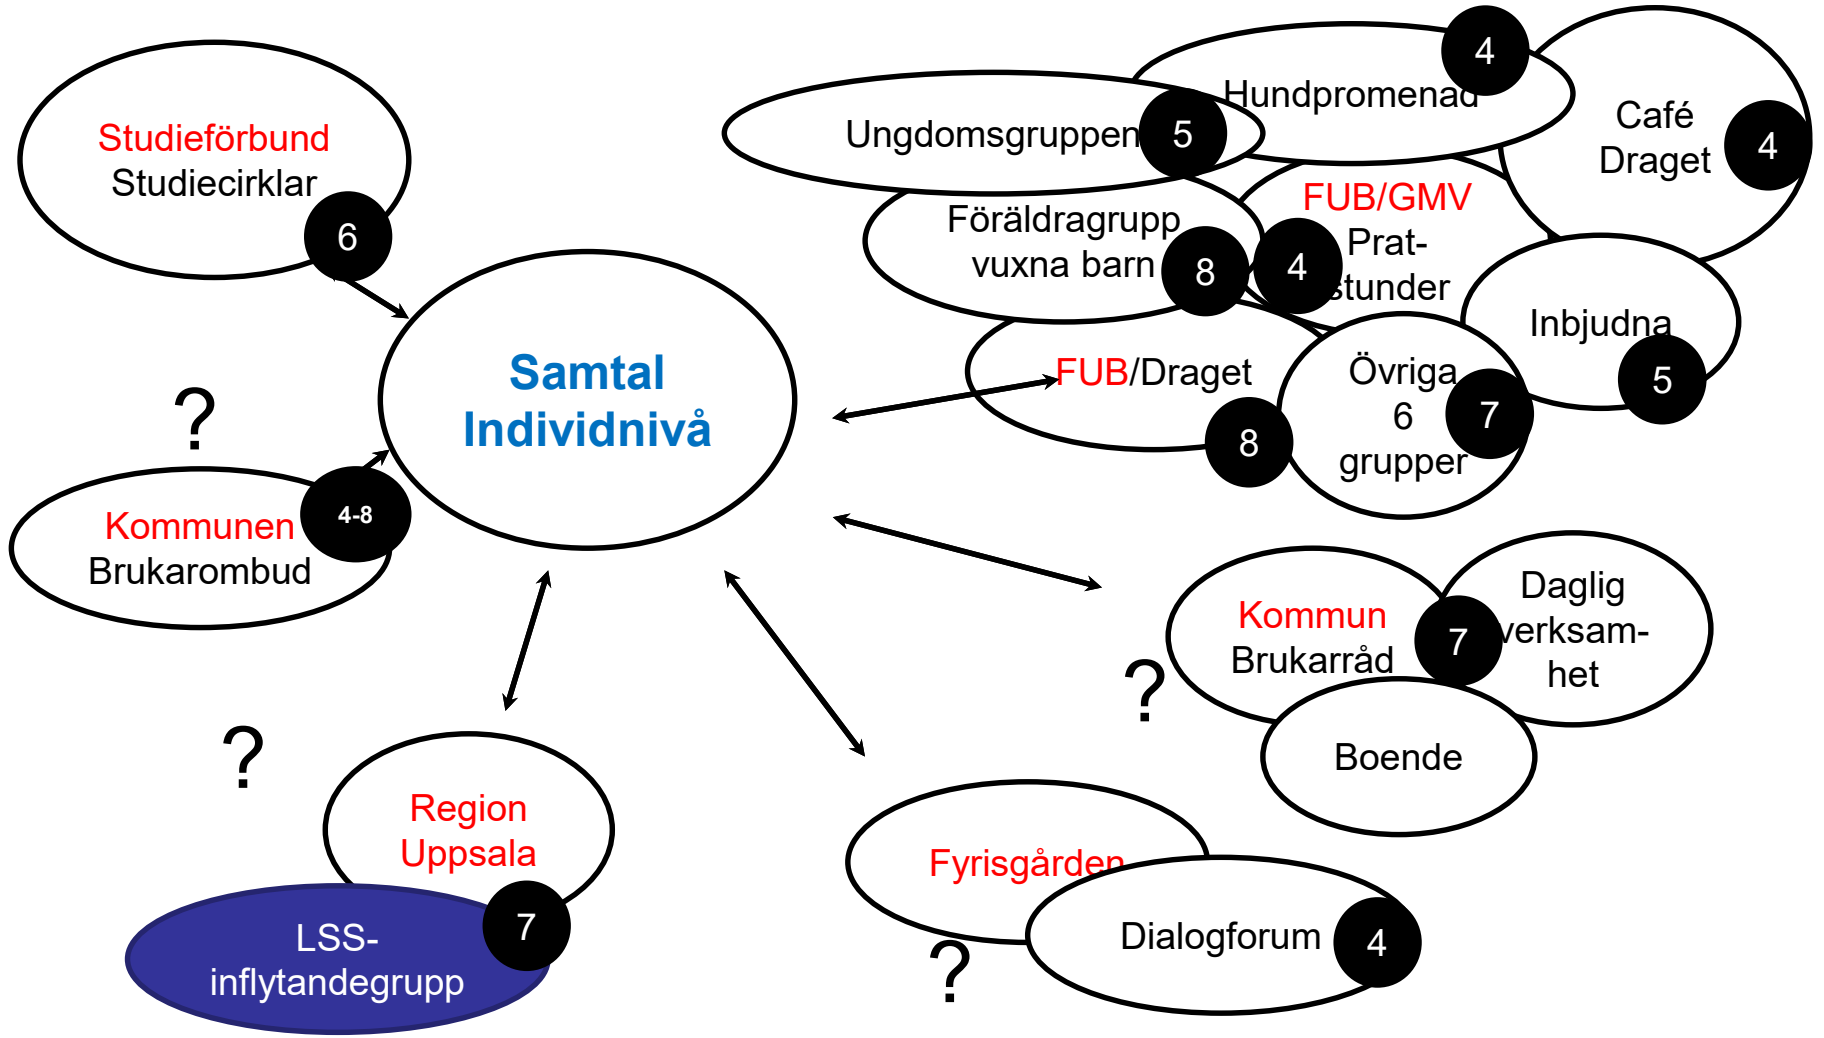 Studieförbund
Studiecirklar
6
Ungdomsgruppen
5
Hundpromenad
4
Café
Draget
4
Föräldragrupp
vuxna barn
8
FUB/GMV
Prat-
stunder
4
Inbjudna
5
FUB/Draget
8
Övriga
6
grupper
7
Samtal
Individnivå
?
Kommunen
Brukarombud
4-8
Kommun
Brukarråd
7
Daglig
verksam-
het
Boende
?
?
Region
Uppsala
LSS-
inflytandegrupp
7
Fyrisgården
Dialogforum
4
?